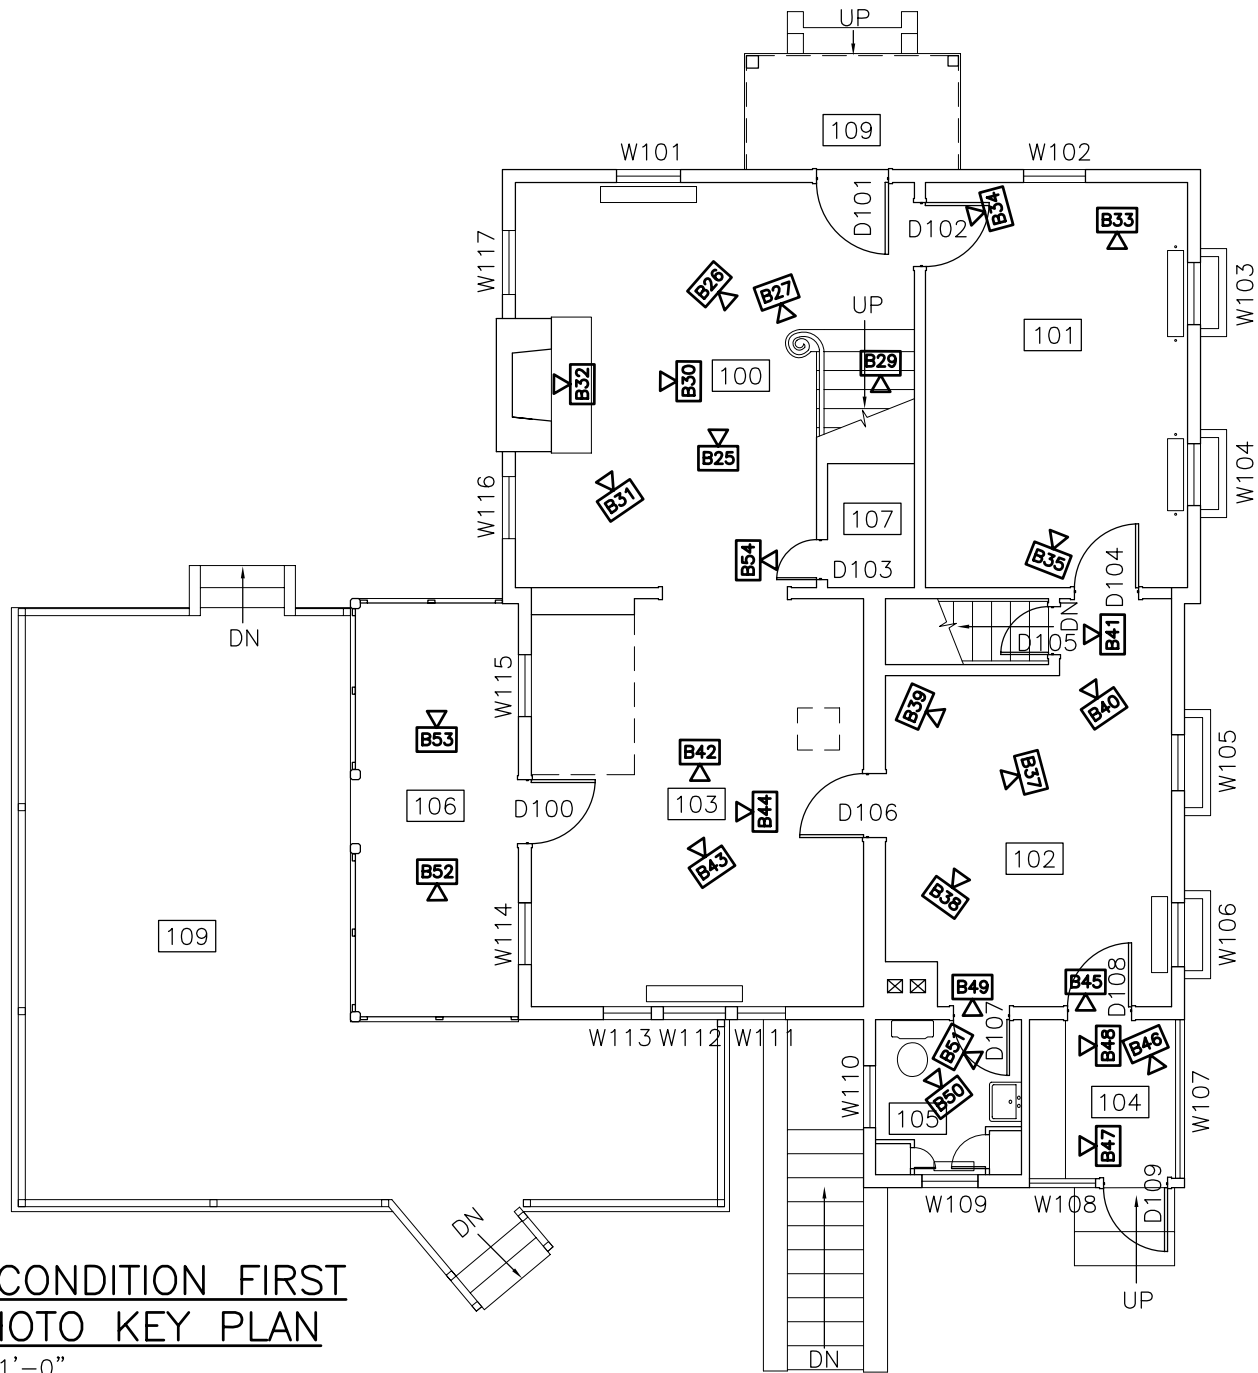 UP
109
W101
W102
D101
D102
B34
B33
W117
B26
B27
UP
W103
101
B29
B32
B30
100
B25
W116
B31
W104
107
B54
D103
B35
D104
DN
DN
D105
B41
W115
B39
B40
B53
B42
B37
W105
106
D100
103
B44
D106
B43
102
B52
B38
109
W114
W106
B49
B45
D108
W113
W112
W111
D107
B51
B48
B46
W110
B50
105
104
W107
B47
D109
W109
W108
DN
CONDITION FIRST
HOTO KEY PLAN
1'-0"
UP
DN